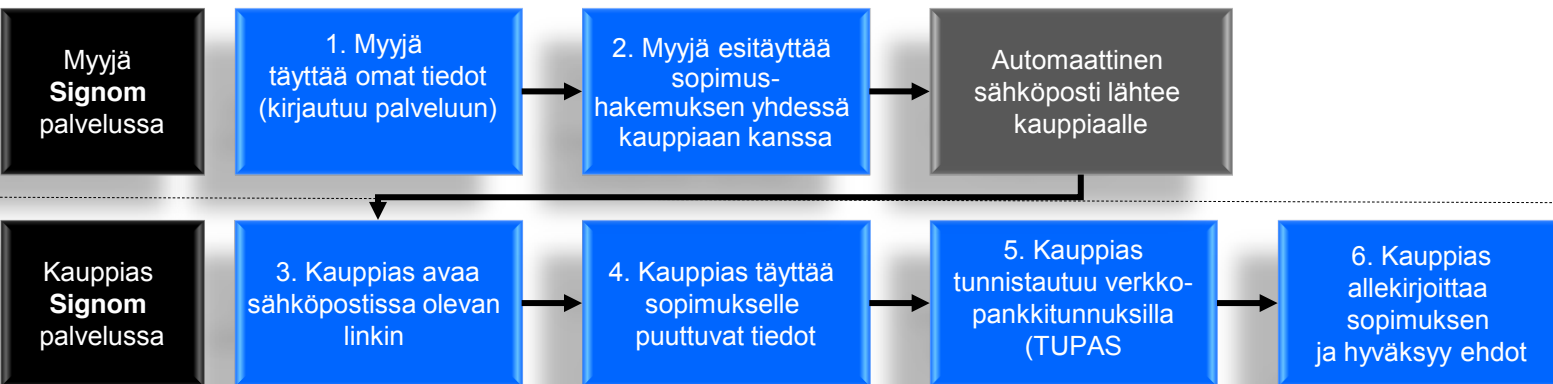 Myyjä
Signom
palvelussa
1. Myyjä
täyttää omat tiedot
(kirjautuu palveluun)
2. Myyjä esitäyttää
sopimus-
hakemuksen yhdessä
kauppiaan kanssa
Automaattinen
sähköposti lähtee
kauppiaalle
Kauppias
Signom
palvelussa
3. Kauppias avaa
sähköpostissa olevan
linkin
4. Kauppias täyttää
sopimukselle
puuttuvat tiedot
5. Kauppias
tunnistautuu verkko-
pankkitunnuksilla
(TUPAS
6. Kauppias
allekirjoittaa
sopimuksen
ja hyväksyy ehdot